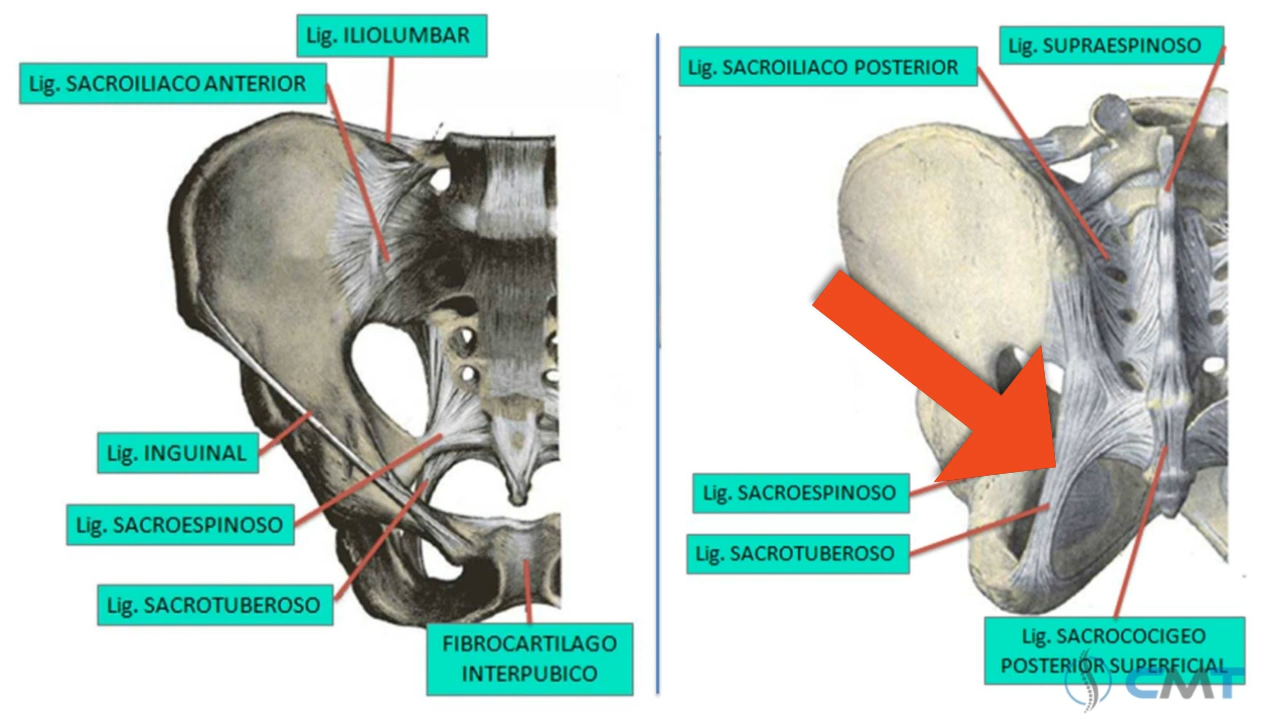 Lig. ILIOLUMBAR
Lig. SACROILIACO ANTERIOR
Lig. INGUINAL
Lig. SACROESPINOSO
Lig. SACROTUBEROSO
FIBROCARTILAGO
INTERPUBICO
Lig. SUPRAESPINOSO
Lig. SACROILIACO POSTERIOR
Lig. SACROESPINOSO
Lig. SACROTUBEROSO
Lig. SACROCOCIGEO
POSTERIOR SUPERFICIAL
CMT